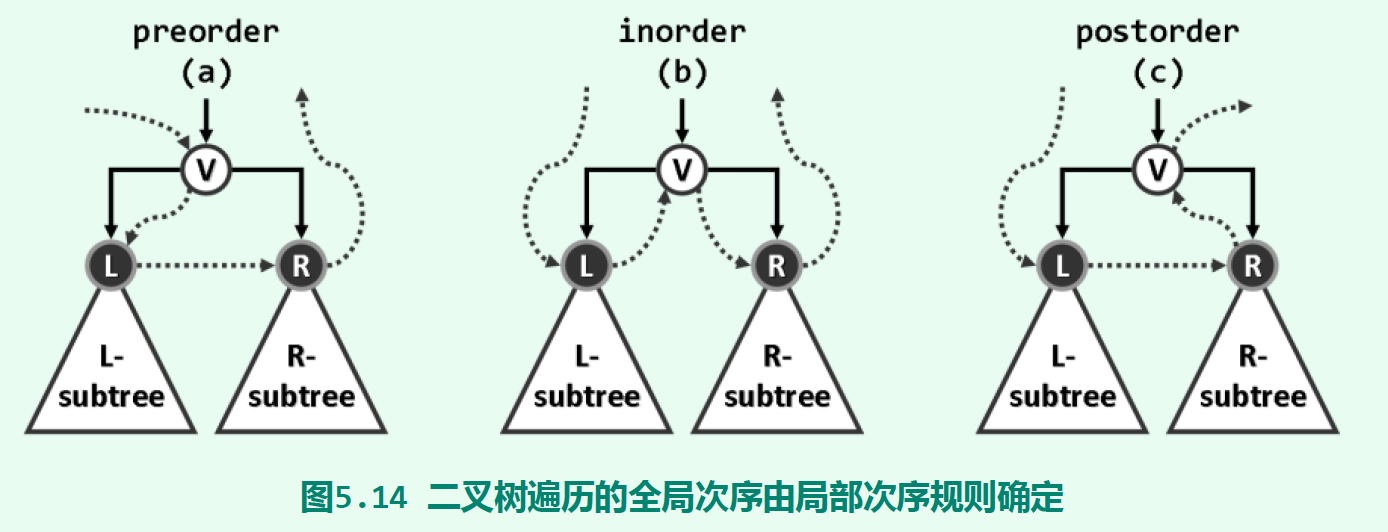 preorder
(a)
V
L
R
L-
subtree
R-
subtree
inorder
(b)
V
L
R
L-
subtree
R-
subtree
postorder
(c)
V
L
R
L-
subtree
R-
subtree
图5.14 二叉树遍历的全局次序由局部次序规则确定